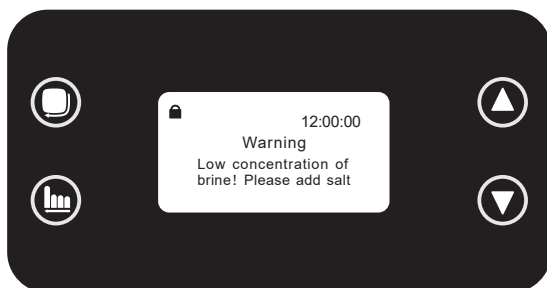 12:00:00
Warning
Low concentration of
brine! Please add salt